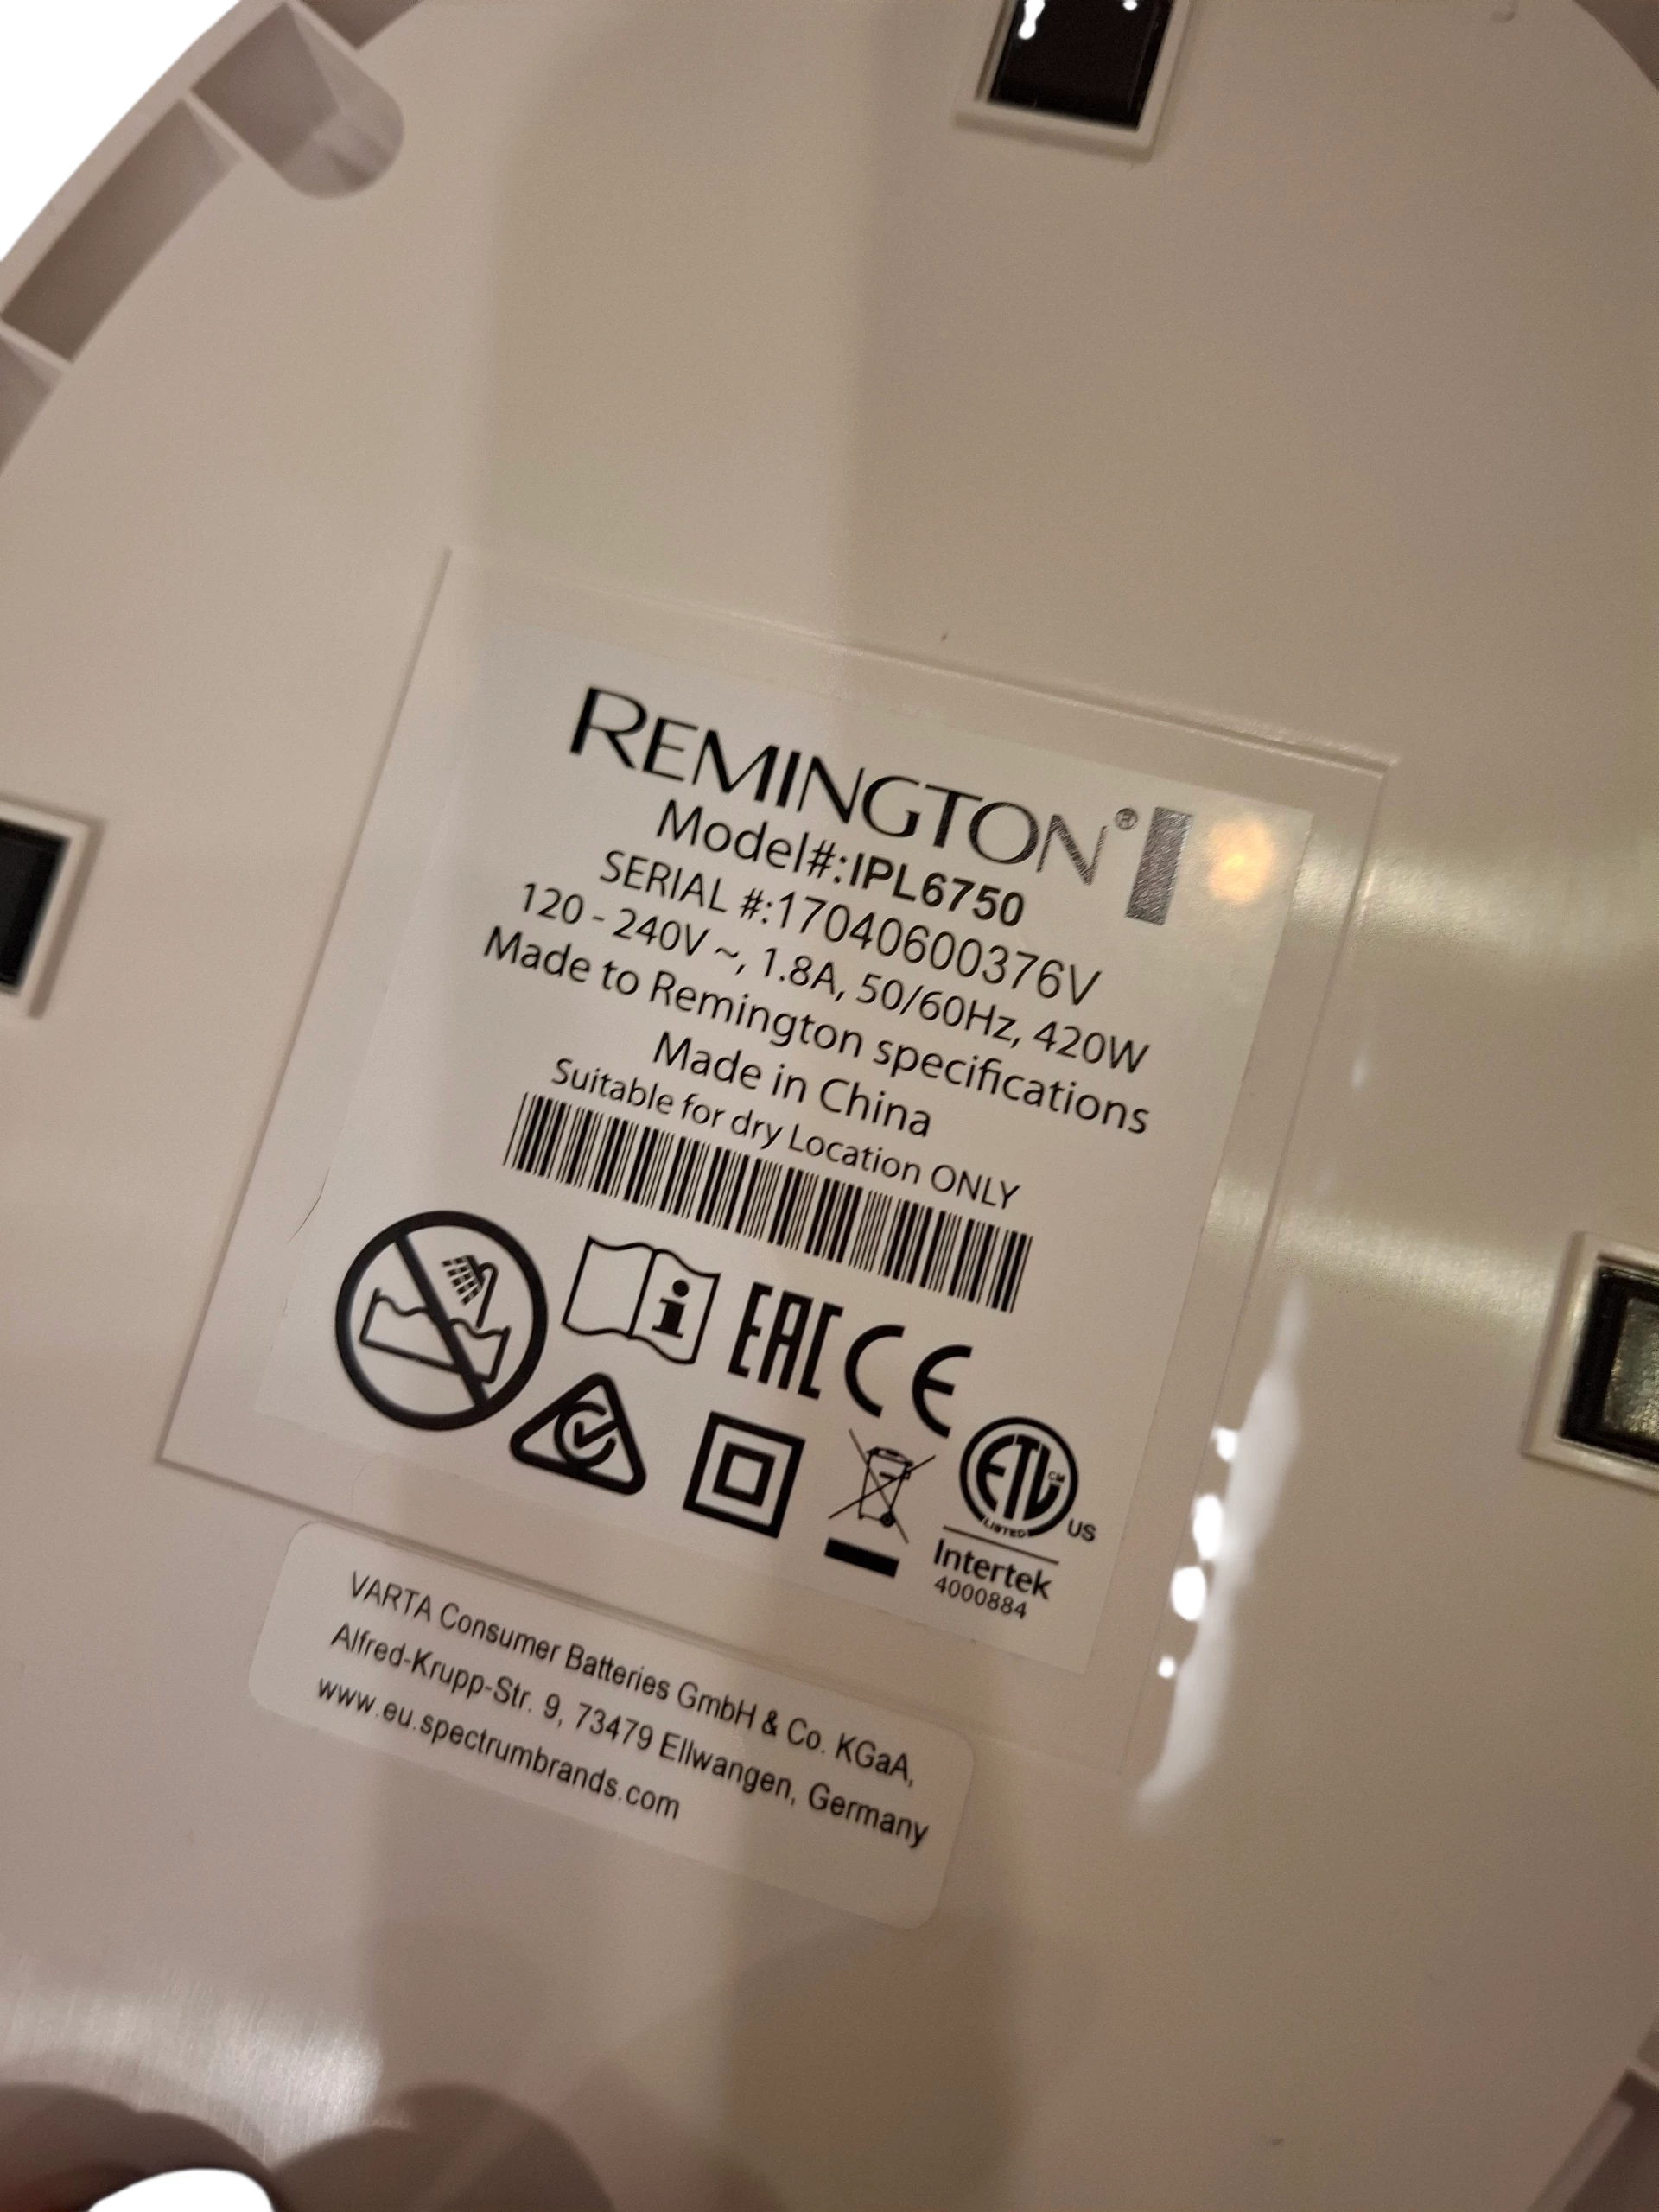 REMINGTON®
Model#:IPL6750
SERIAL #:17040600376V
120 - 240V ~, 1.8A, 50/60Hz, 420W
Made to Remington specifications
Made in China
Suitable for dry Location ONLY
i
EAC CE
ETL CM
LISTED US
Intertek
4000884
VARTA Consumer Batteries GmbH & Co. KGaA,
Alfred-Krupp-Str. 9, 73479 Ellwangen, Germany
www.eu.spectrumbrands.com